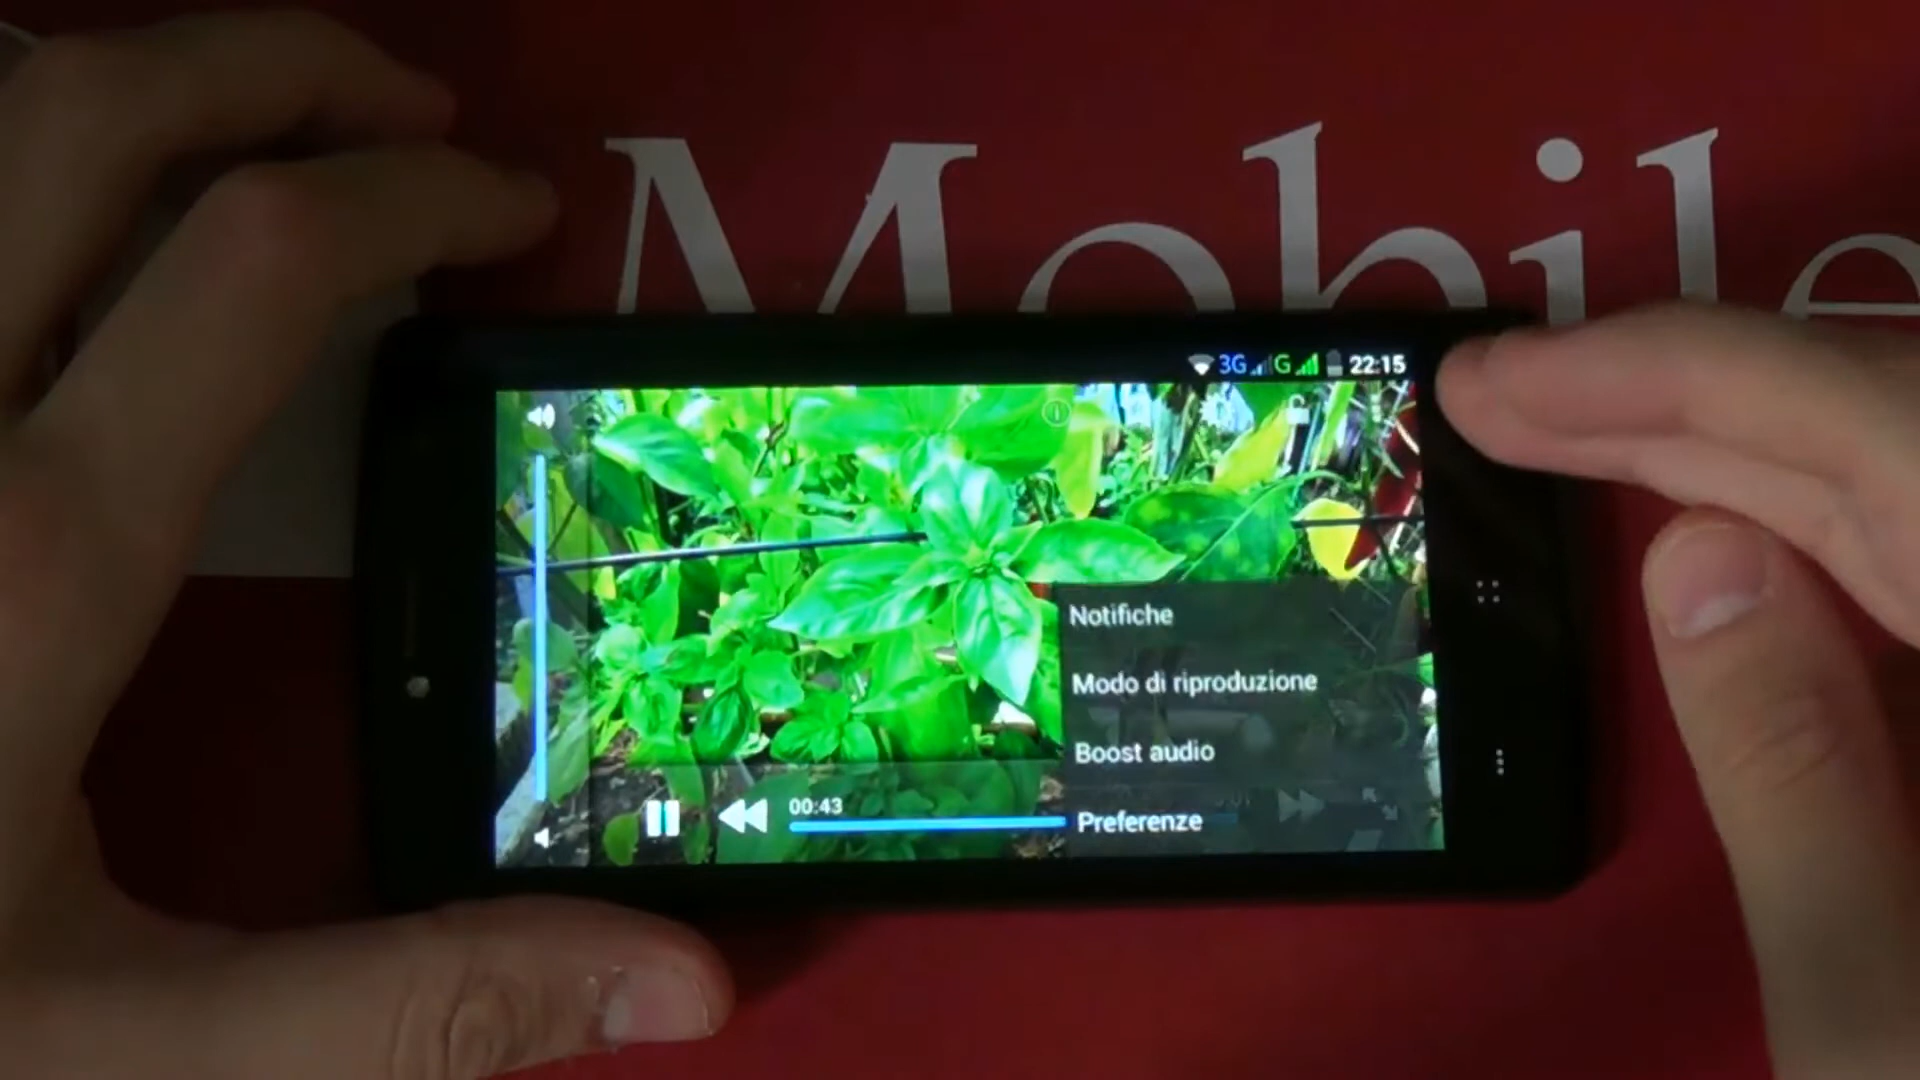 Mobile
3G G 22:15
Notifiche
Modo di riproduzione
Boost audio
00:43
Preferenze